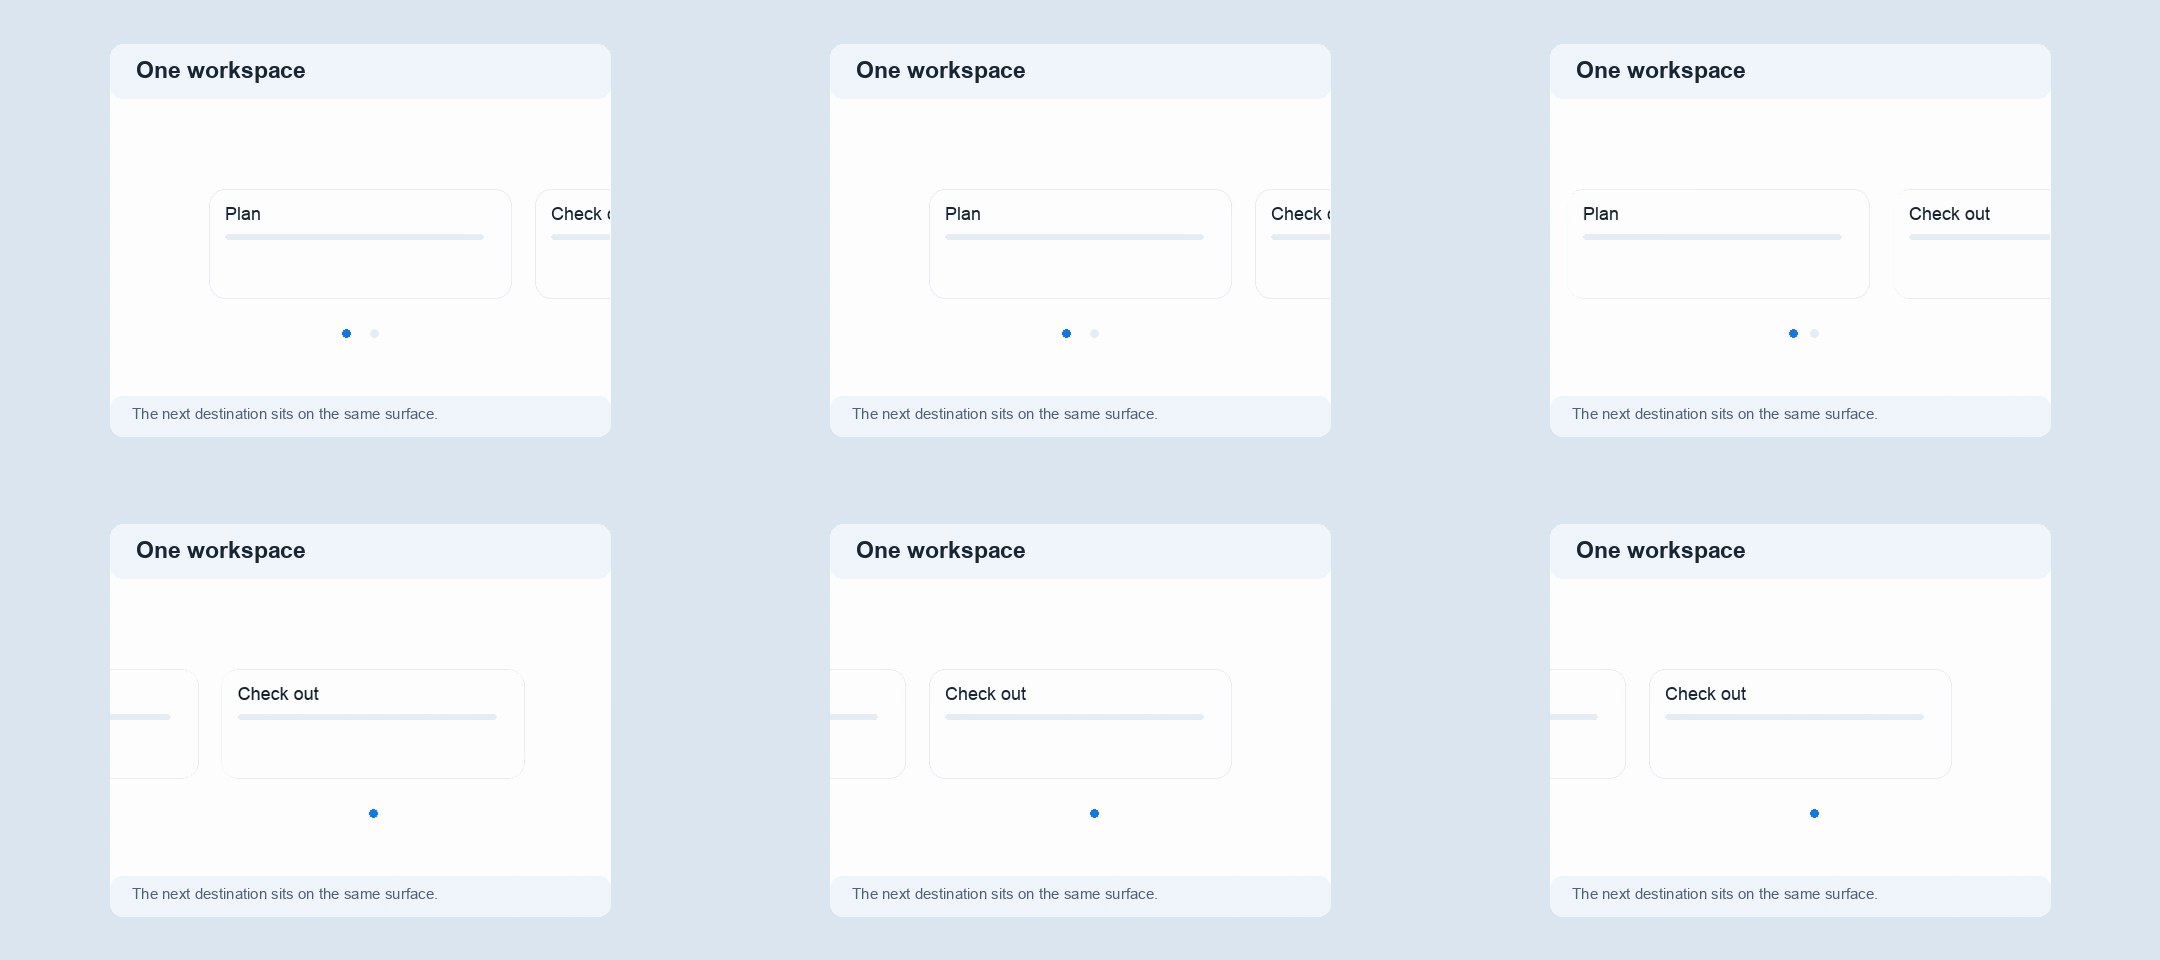 One workspace
One workspace
One workspace
Plan
Check
Plan
Check
Plan
Check out
The next destination sits on the same surface.
The next destination sits on the same surface.
The next destination sits on the same surface.
One workspace
One workspace
One workspace
Check out
Check out
Check out
The next destination sits on the same surface.
The next destination sits on the same surface.
The next destination sits on the same surface.